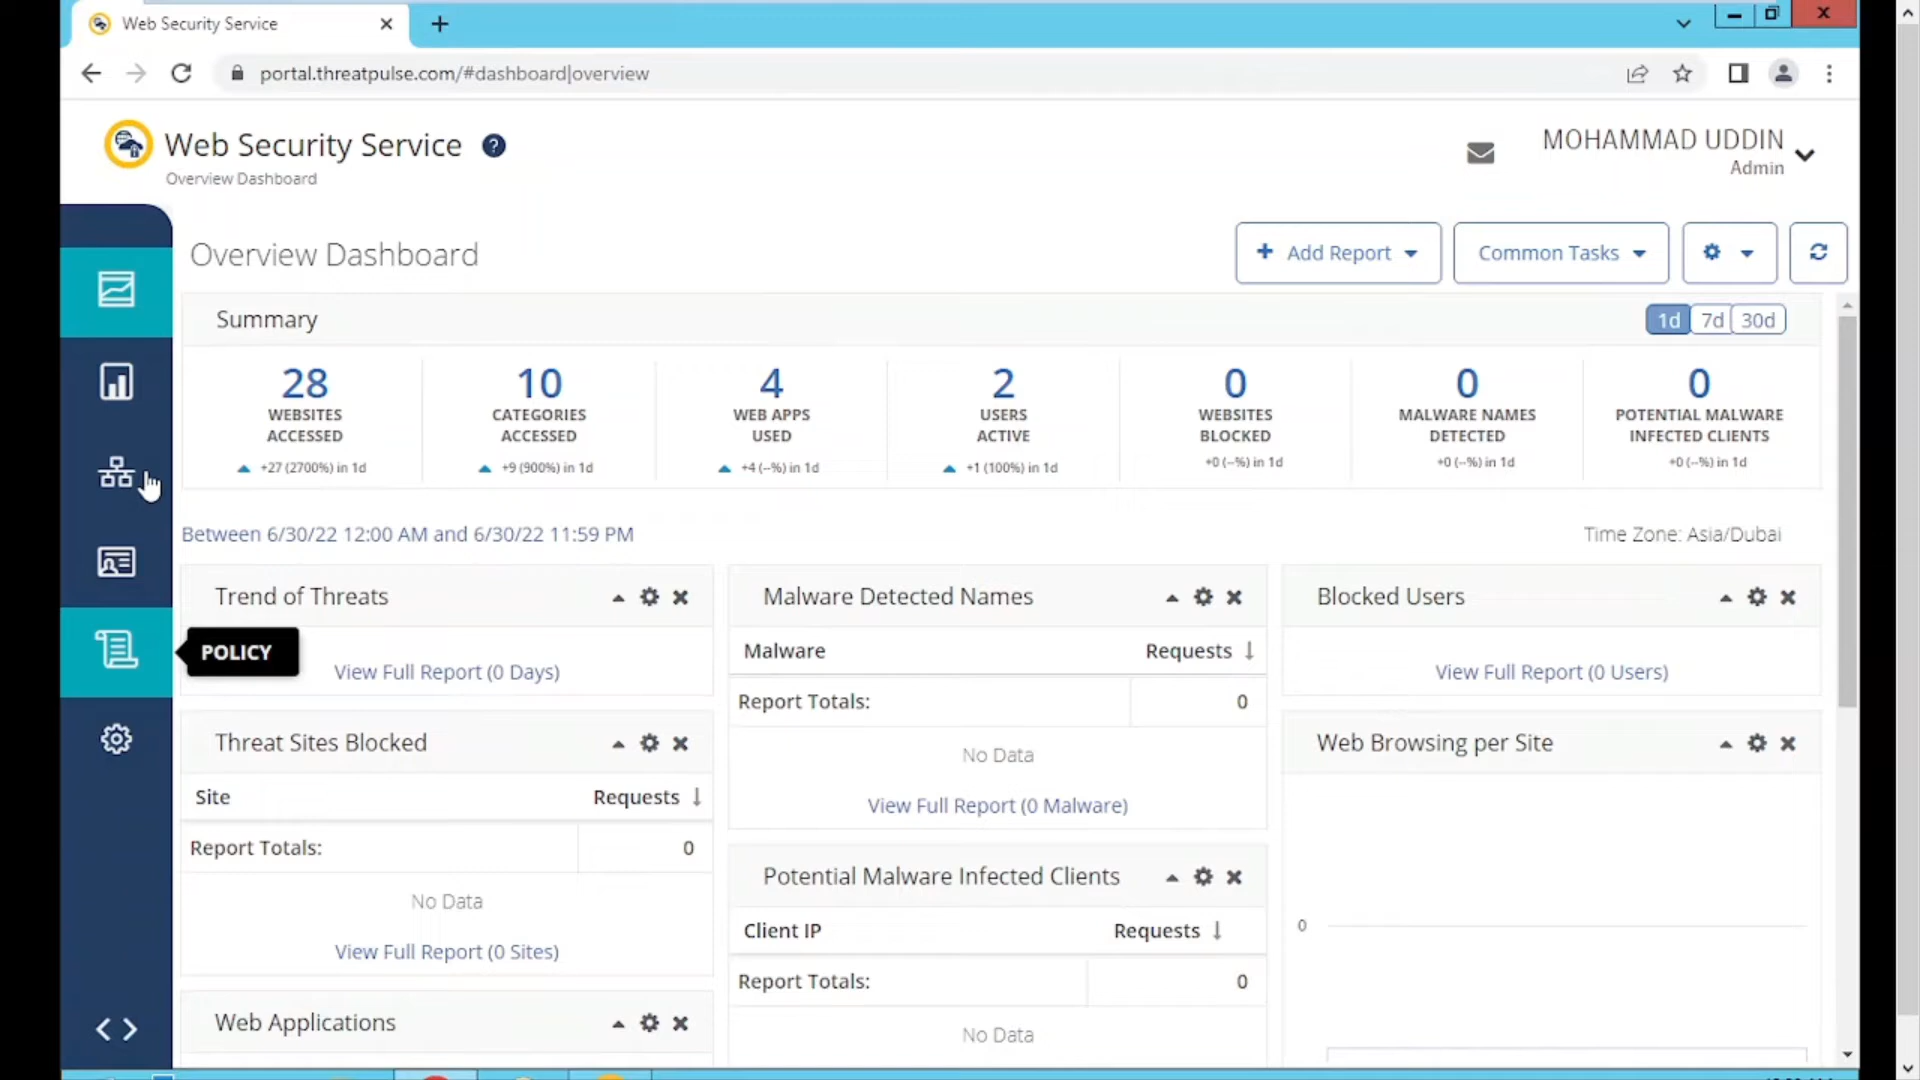 Web Security Service
portal.threatpulse.com/#dashboard|overview
Web Security Service ?
Overview Dashboard
MOHAMMAD UDDIN
Admin
Overview Dashboard
+ Add Report
Common Tasks
Summary
1d 7d 30d
28
WEBSITES
ACCESSED
+27 (2700%) in 1d
10
CATEGORIES
ACCESSED
+9 (900%) in 1d
4
WEB APPS
USED
+4 (--%) in 1d
2
USERS
ACTIVE
+1 (100%) in 1d
0
WEBSITES
BLOCKED
+0 (--%) in 1d
0
MALWARE NAMES
DETECTED
+0 (--%) in 1d
0
POTENTIAL MALWARE
INFECTED CLIENTS
+0 (--%) in 1d
Between 6/30/22 12:00 AM and 6/30/22 11:59 PM
Time Zone: Asia/Dubai
POLICY
Trend of Threats
View Full Report (0 Days)
Threat Sites Blocked
Site Requests
Report Totals: 0
No Data
View Full Report (0 Sites)
Web Applications
Malware Detected Names
Malware Requests
Report Totals: 0
No Data
View Full Report (0 Malware)
Potential Malware Infected Clients
Client IP Requests
Report Totals: 0
No Data
Blocked Users
View Full Report (0 Users)
Web Browsing per Site
0